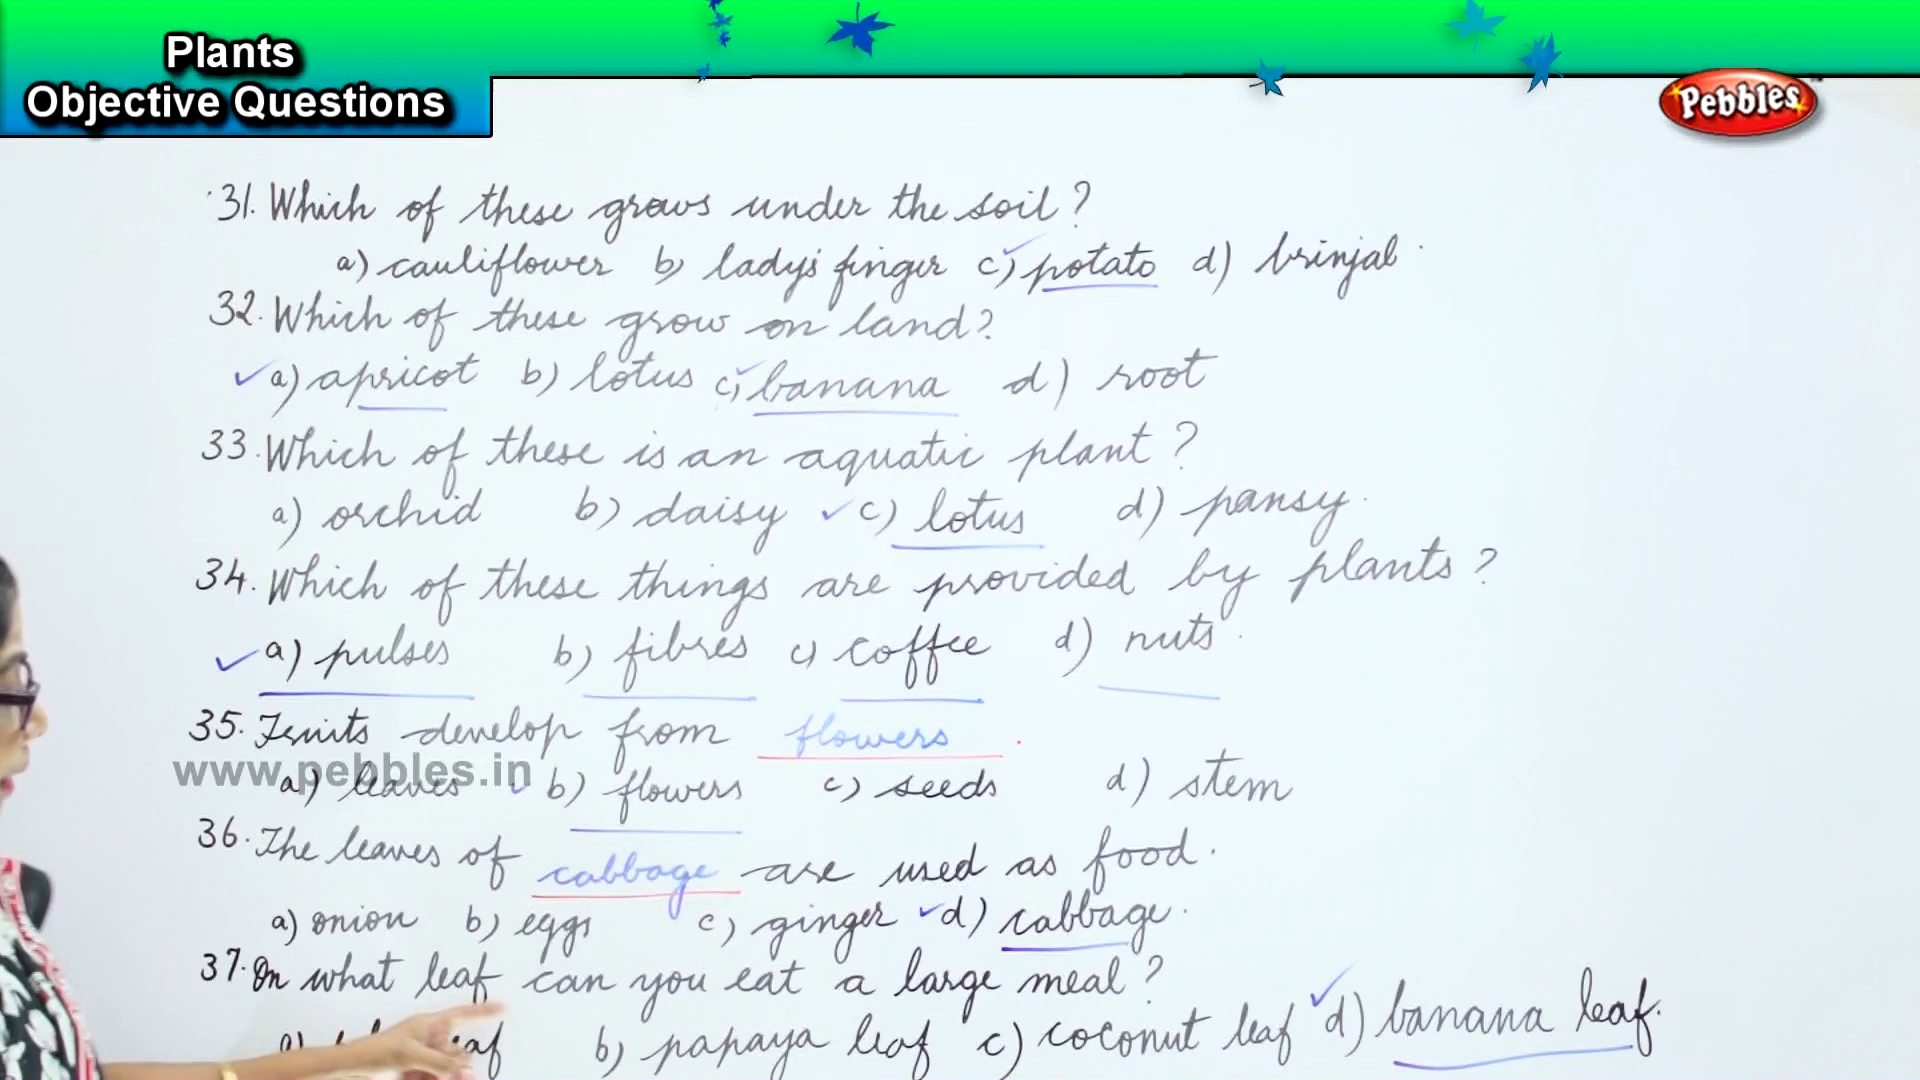 Plants
Objective Questions
Pebbles
31. Which of these grows under the soil?
a) cauliflower b) lady's finger c) potato d) brinjal
32. Which of these grow on land?
a) apricot b) lotus c) banana d) root
33. Which of these is an aquatic plant?
a) orchid b) daisy c) lotus d) pansy.
34. Which of these things are provided by plants?
a) pulses b) fibres c) coffee d) nuts.
35. Fruits develop from flowers.
www.pebbles.in
a) leaves b) flowers c) seeds d) stem
36. The leaves of cabbage are used as food.
a) onion b) eggs c) ginger d) cabbage.
37. On what leaf can you eat a large meal?
a) leaf b) papaya leaf c) coconut leaf d) banana leaf.